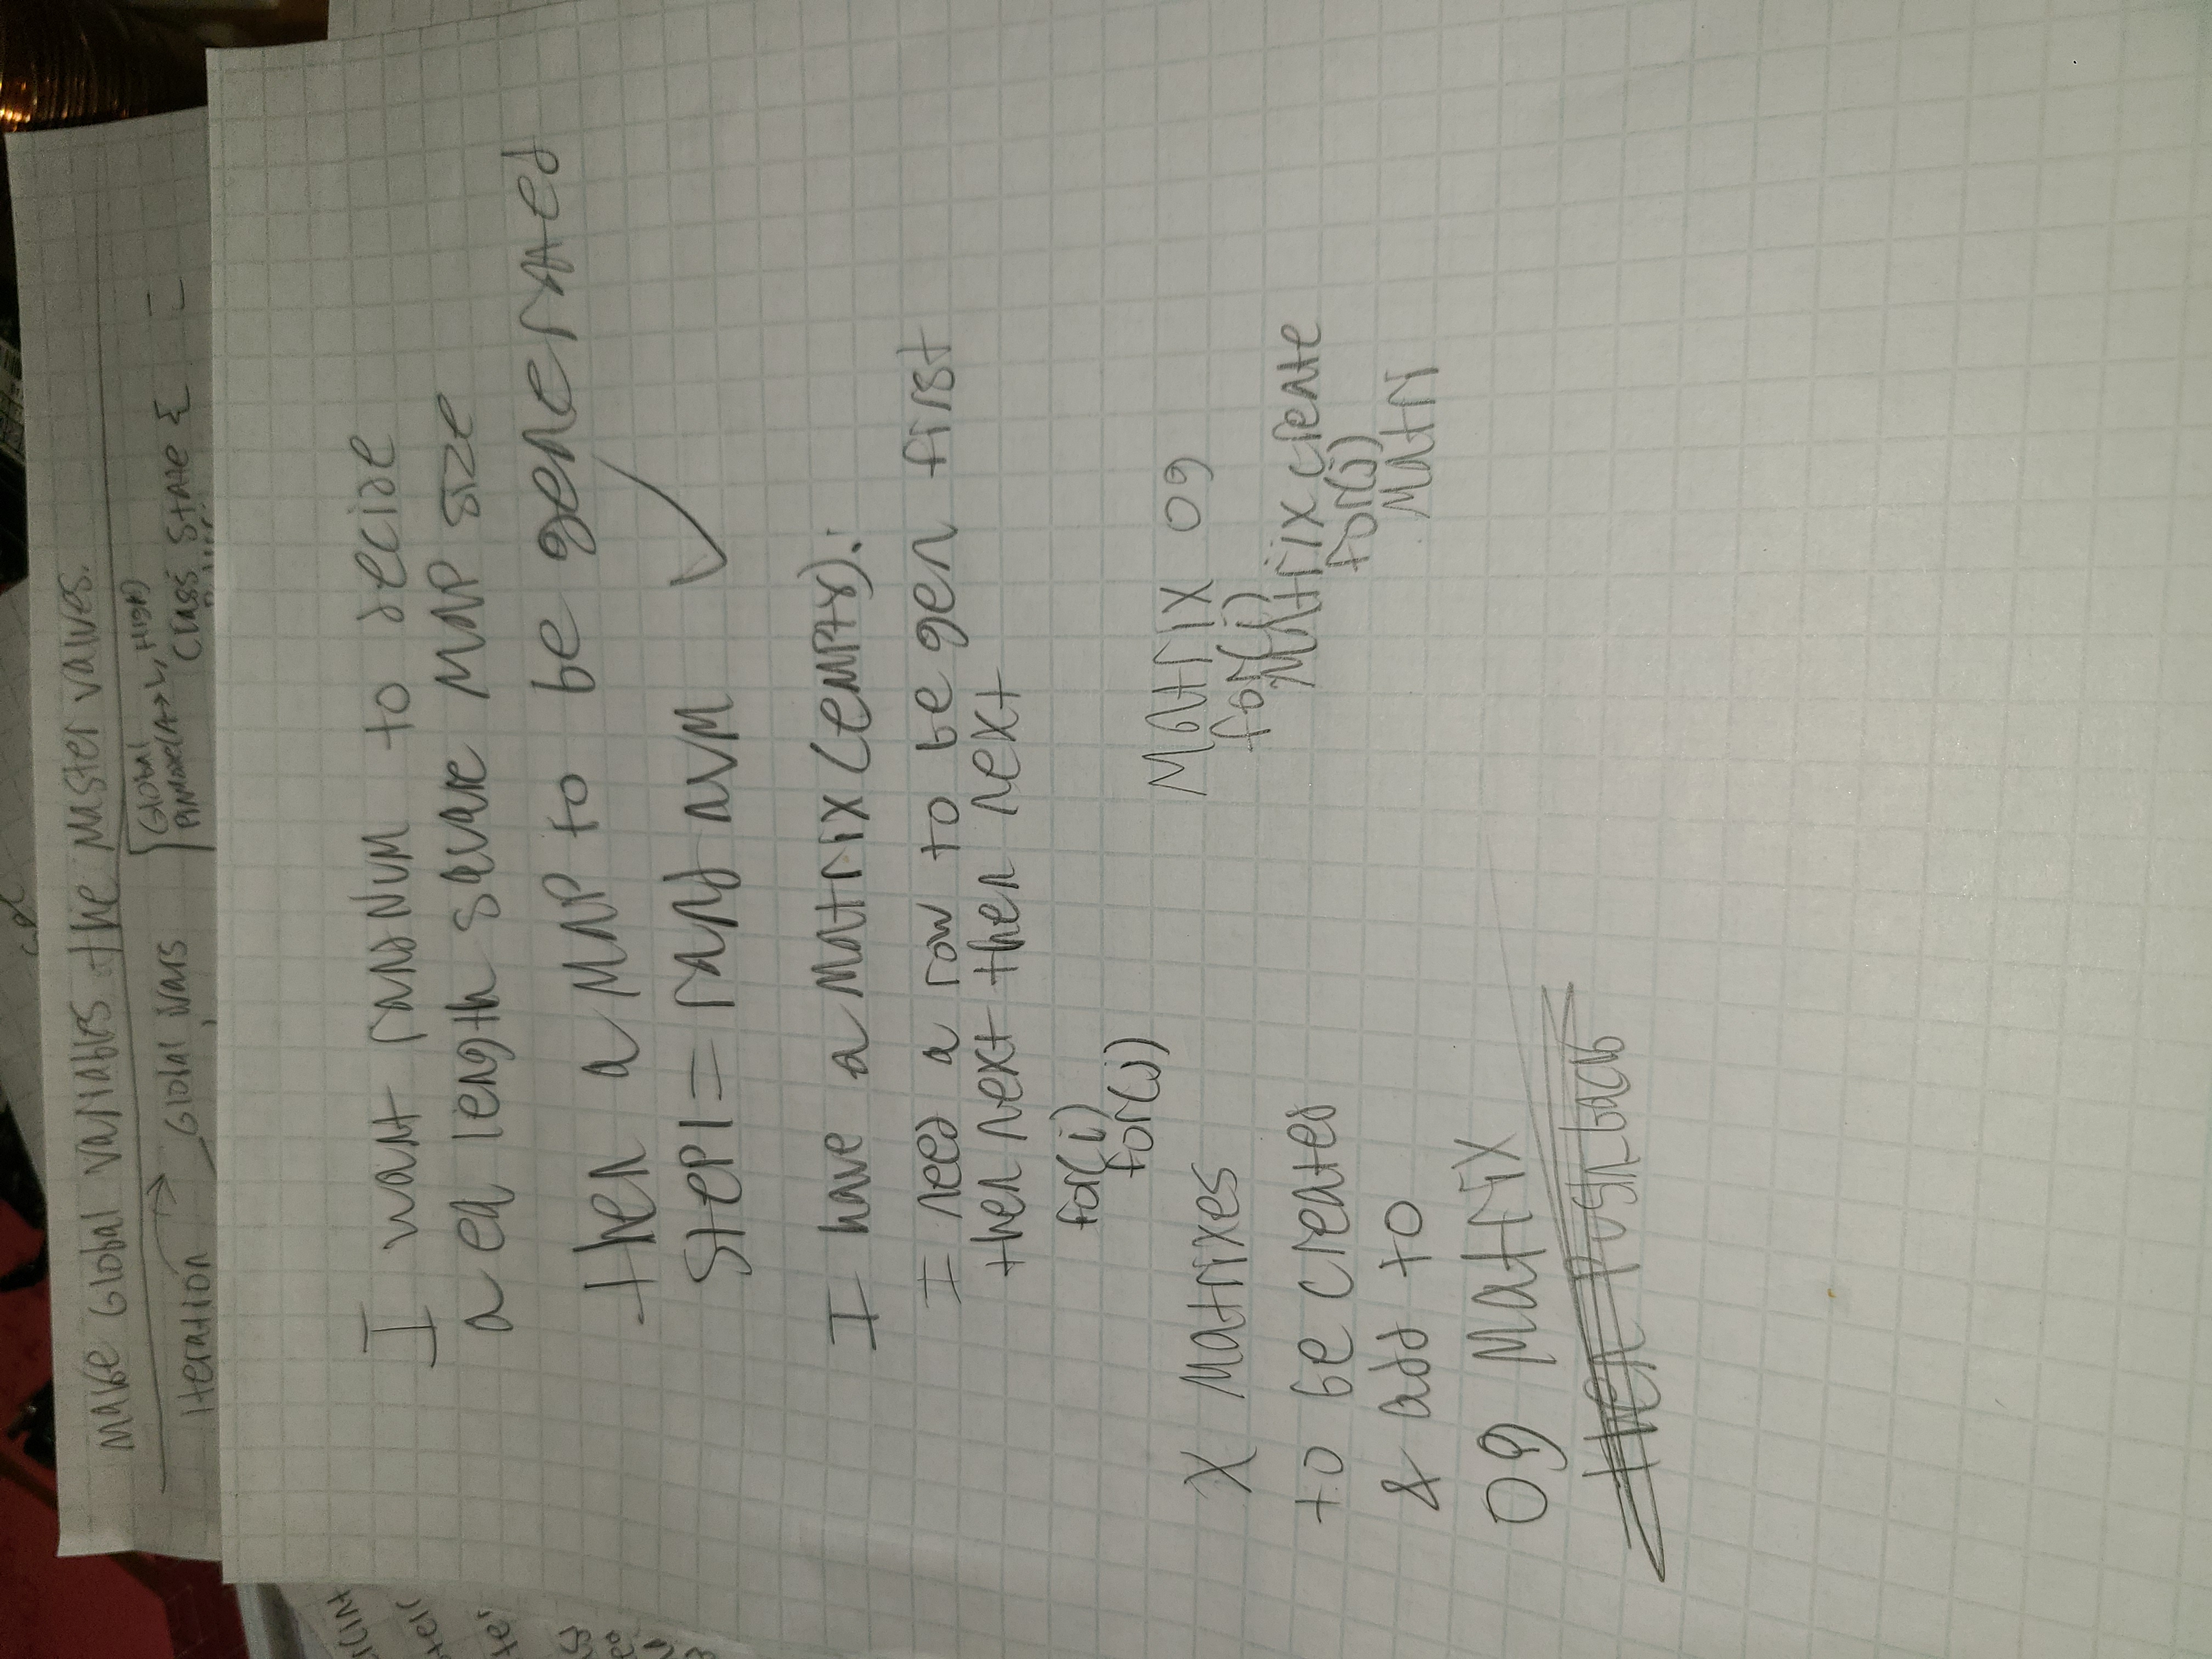 Make Global variables the Master values.
Iteration
Global Vars
Global
PinMode(A→L, High)
Class State {
I want randNUM to decide
a eq length square MAP size
then a MAP to be generated
Step1 = rand nUM ✓
I have a Matrix (empty).
I need a row to be gen first
then next then next
for(i)
for(j)
X Matrixes
to be created
& add to
Og Matrix
then Push_back
Matrix og
for(i)
Matrix create
for(j)
Matri